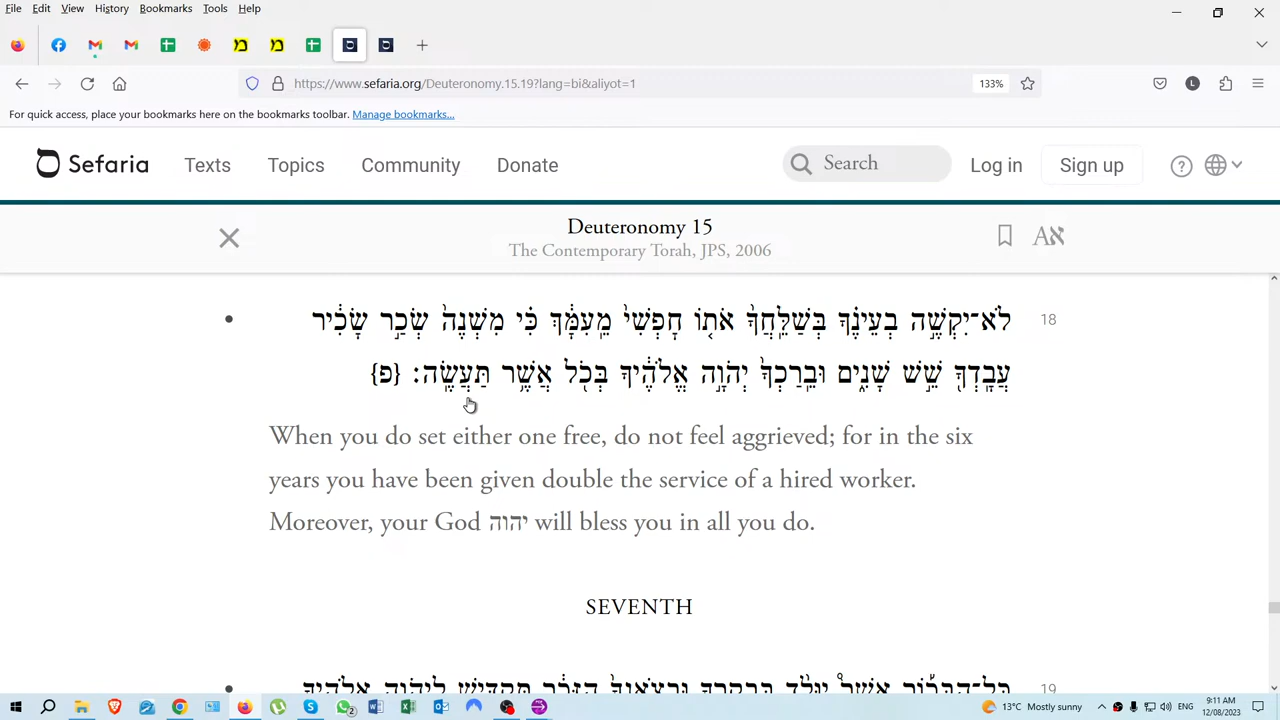 File Edit View History Bookmarks Tools Help
https://www.sefaria.org/Deuteronomy.15.19?lang=bi&aliyot=1 133%
For quick access, place your bookmarks here on the bookmarks toolbar. Manage bookmarks...
Sefaria Texts Topics Community Donate Search Log in Sign up
Deuteronomy 15
The Contemporary Torah, JPS, 2006
לֹא־יִקְשֶׁ֣ה בְעֵינֶ֗ךָ בְּשַׁלֵּֽחֲךָ֨ אֹת֤וֹ חׇפְשִׁי֙ מֵֽעִמָּ֔ךְ כִּ֗י מִשְׁנֶה֙ שְׂכַ֣ר שָׂכִ֔יר 18
עֲבָֽדְךָ֖ שֵׁ֣שׁ שָׁנִ֑ים וּבֵֽרַכְךָ֙ יְהֹוָ֣ה אֱלֹהֶ֔יךָ בְּכֹ֖ל אֲשֶׁ֥ר תַּעֲשֶֽׂה׃ {פ}
When you do set either one free, do not feel aggrieved; for in the six
years you have been given double the service of a hired worker.
Moreover, your God יהוה will bless you in all you do.
SEVENTH
כׇּֽל־הַבְּכ֡וֹר אֲשֶׁר֩ יִוָּלֵ֨ד בִּבְקָרְךָ֤ וּבְצֹֽאנְךָ֙ הַזָּכָ֔ר תַּקְדִּ֖ישׁ לַיהֹוָ֣ה אֱלֹהֶ֑יךָ 19
13°C Mostly sunny ENG 9:11 AM
12/08/2023